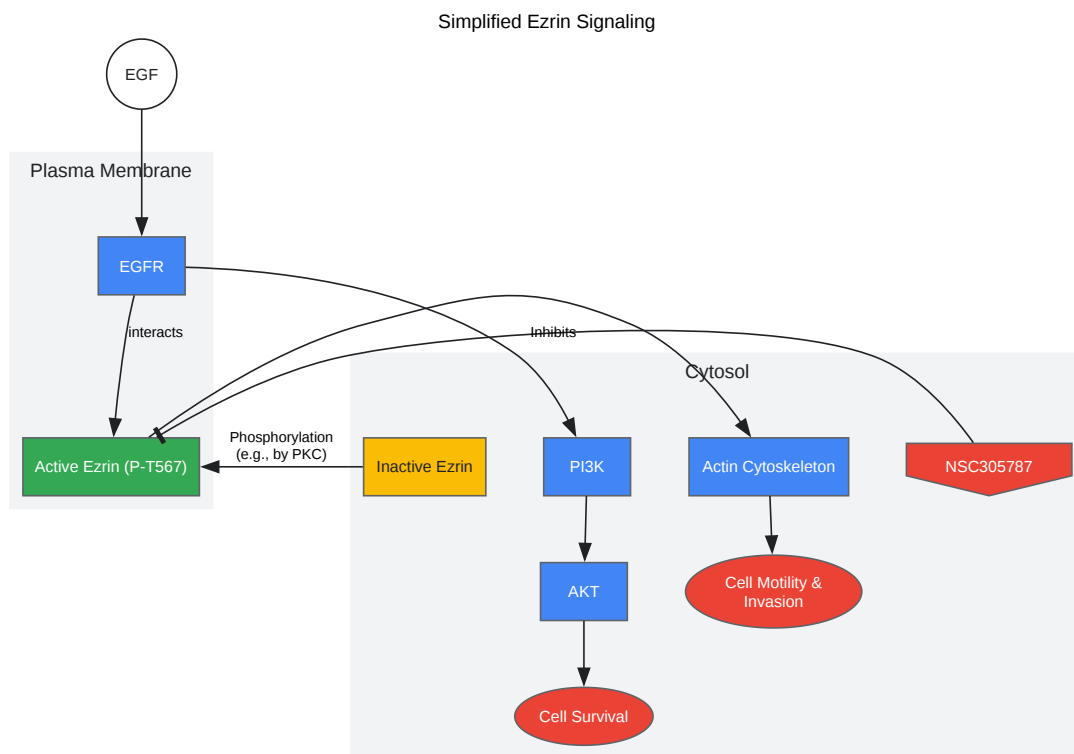 Simplified Ezrin Signaling
EGF
Plasma Membrane
EGFR
interacts
Inhibits
Cytosol
Phosphorylation
(e.g., by PKC)
Active Ezrin (P-T567)
Inactive Ezrin
PI3K
Actin Cytoskeleton
NSC305787
AKT
Cell Motility &
Invasion
Cell Survival